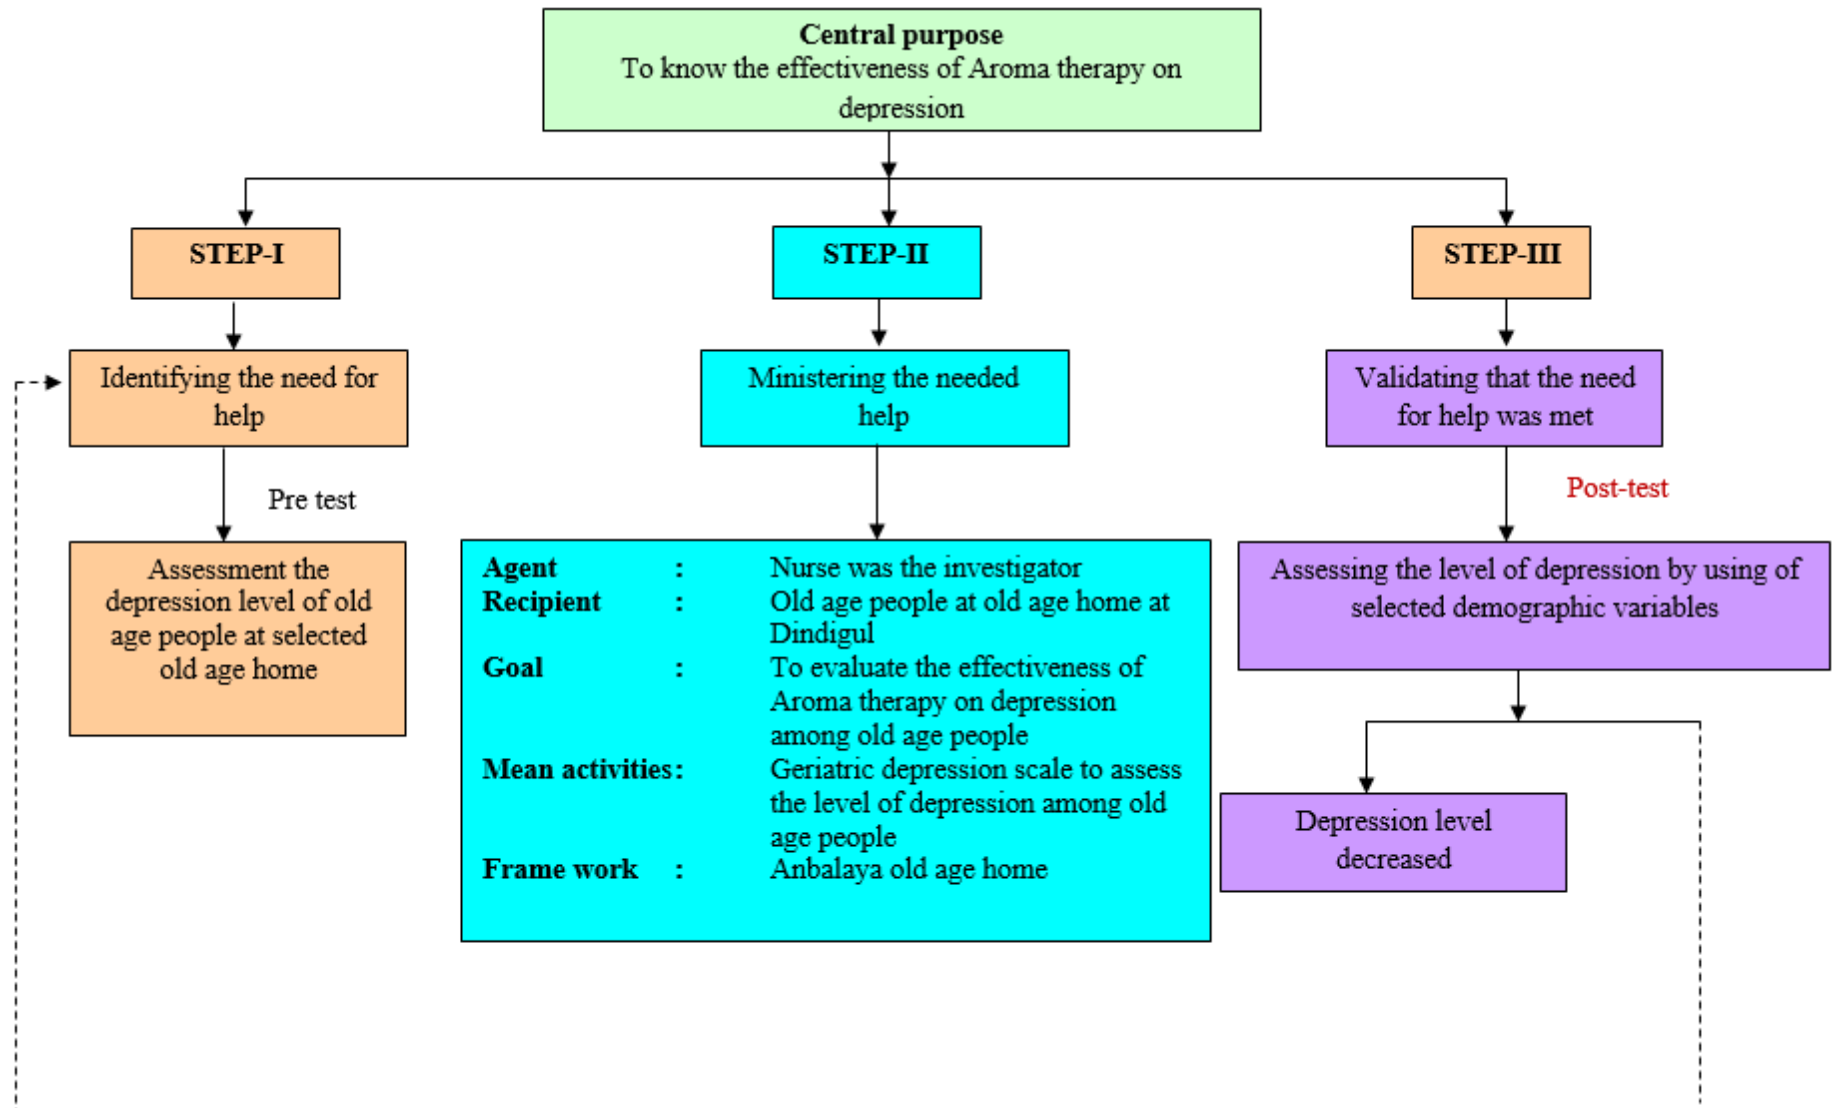 Central purpose
To know the effectiveness of Aroma therapy on
depression
STEP-I
STEP-II
STEP-III
Identifying the need for
help
Ministering the needed
help
Validating that the need
for help was met
Pre test
Post-test
Assessment the
depression level of old
age people at selected
old age home
Agent : Nurse was the investigator
Recipient : Old age people at old age home at
Dindigul
Goal : To evaluate the effectiveness of
Aroma therapy on depression
among old age people
Mean activities: Geriatric depression scale to assess
the level of depression among old
age people
Frame work : Anbalaya old age home
Assessing the level of depression by using of
selected demographic variables
Depression level
decreased